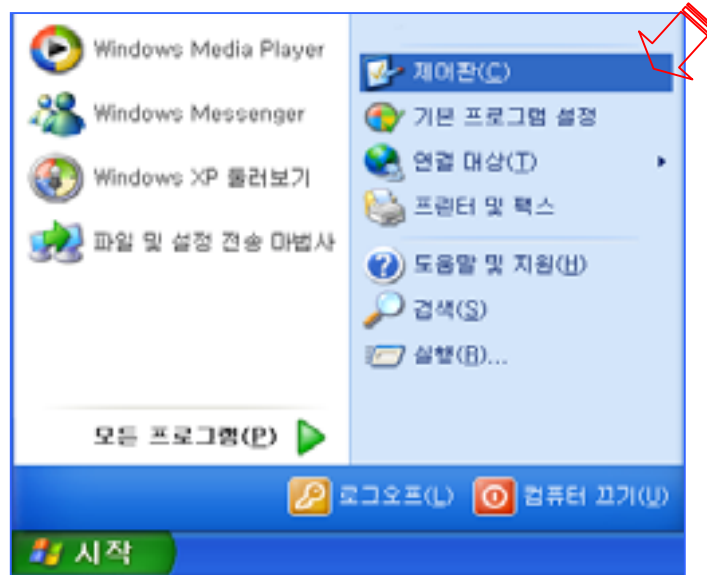 Windows Media Player
Windows Messenger
Windows XP 둘러보기
파일 및 설정 전송 마법사
모든 프로그램(P)
제어판(C)
기본 프로그램 설정
연결 대상(T)
프린터 및 팩스
도움말 및 지원(H)
검색(S)
실행(R)...
로그오프(L)
컴퓨터 끄기(U)
시작